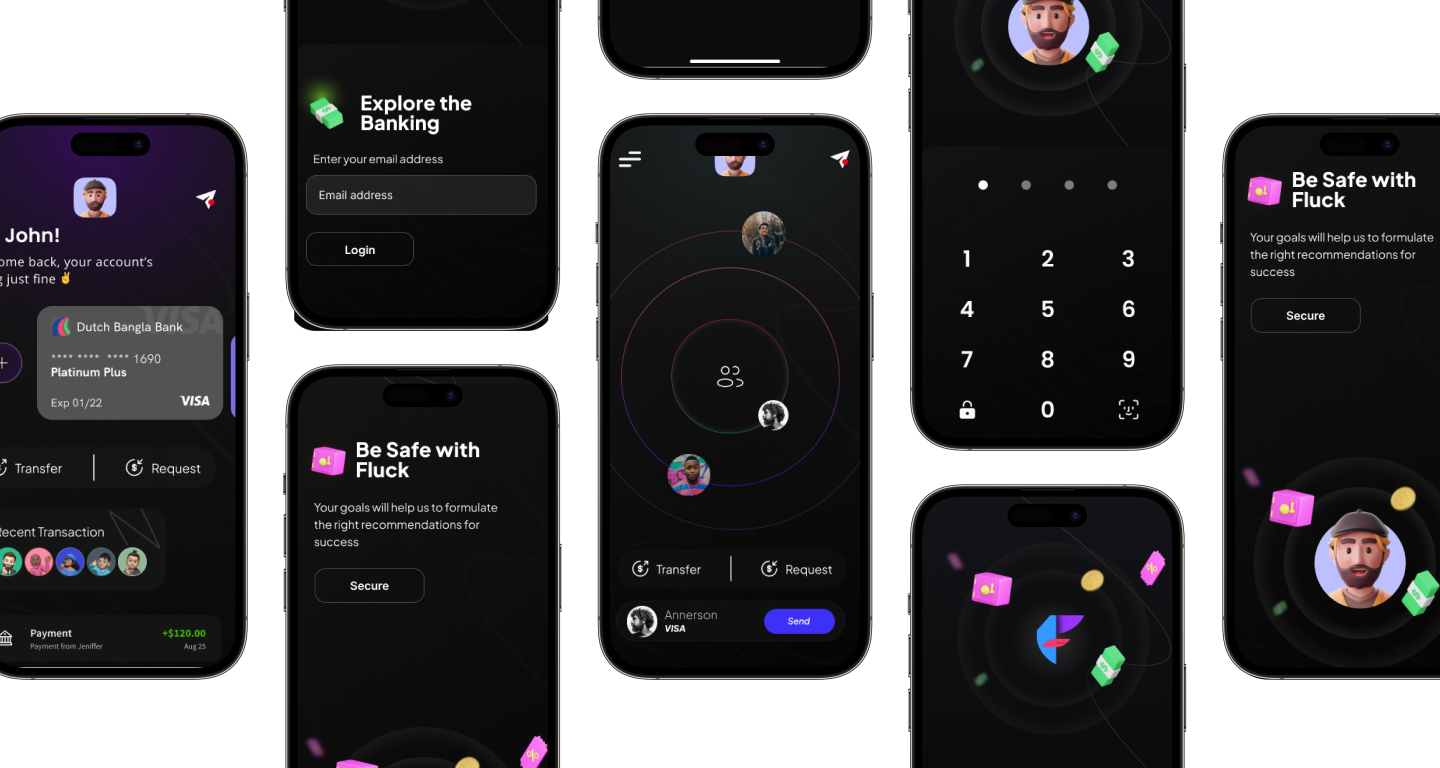 John!
ome back, your account's
g just fine ✌
VISA
Dutch Bangla Bank
**** **** **** 1690
Platinum Plus
Exp 01/22
VISA
Transfer
Request
Recent Transaction
Payment
+$120.00
Payment from Jeniffer
Aug 25
Explore the
Banking
Enter your email address
Email address
Login
Be Safe with
Fluck
Your goals will help us to formulate
the right recommendations for
success
Secure
%
Transfer
Request
Annerson
VISA
Send
1 2 3
4 5 6
7 8 9
0
%
Be Safe with
Fluck
Your goals will help us to formulate
the right recommendations for
success
Secure